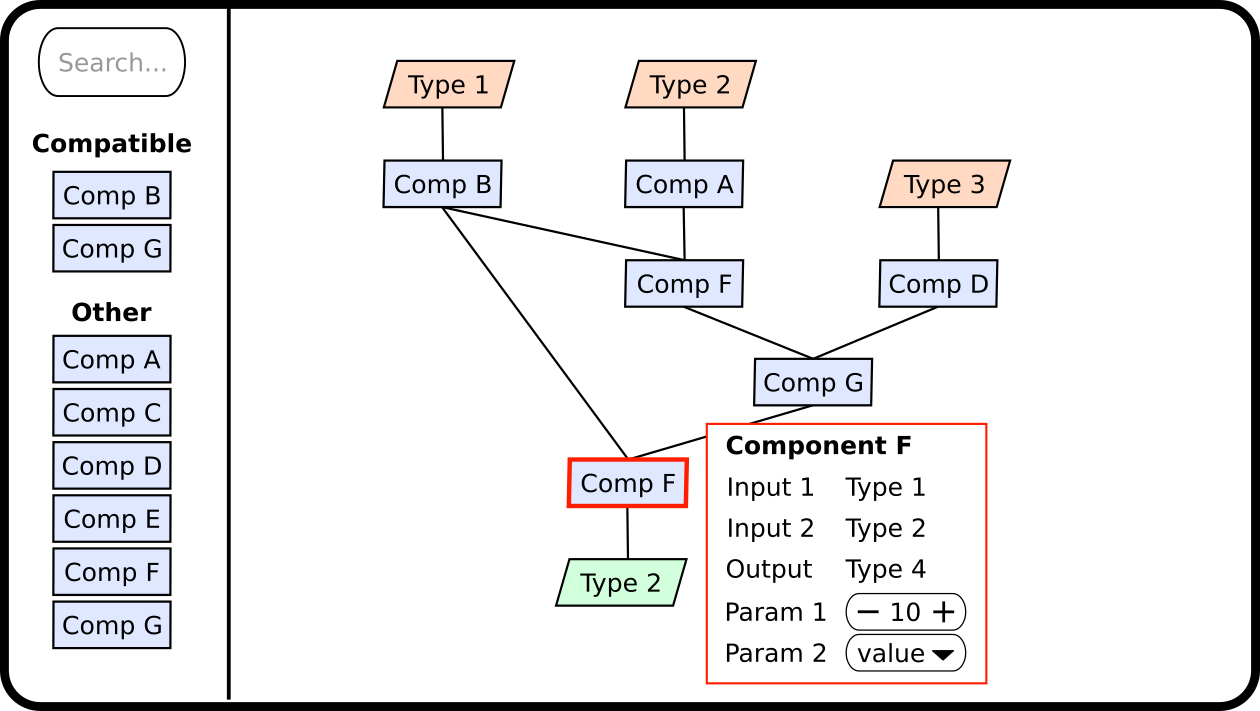 Search...
Compatible
Comp B
Comp G
Other
Comp A
Comp C
Comp D
Comp E
Comp F
Comp G
Type 1
Type 2
Comp B
Comp A
Type 3
Comp F
Comp D
Comp G
Comp F
Type 2
Component F
Input 1 Type 1
Input 2 Type 2
Output Type 4
Param 1 − 10 +
Param 2 value